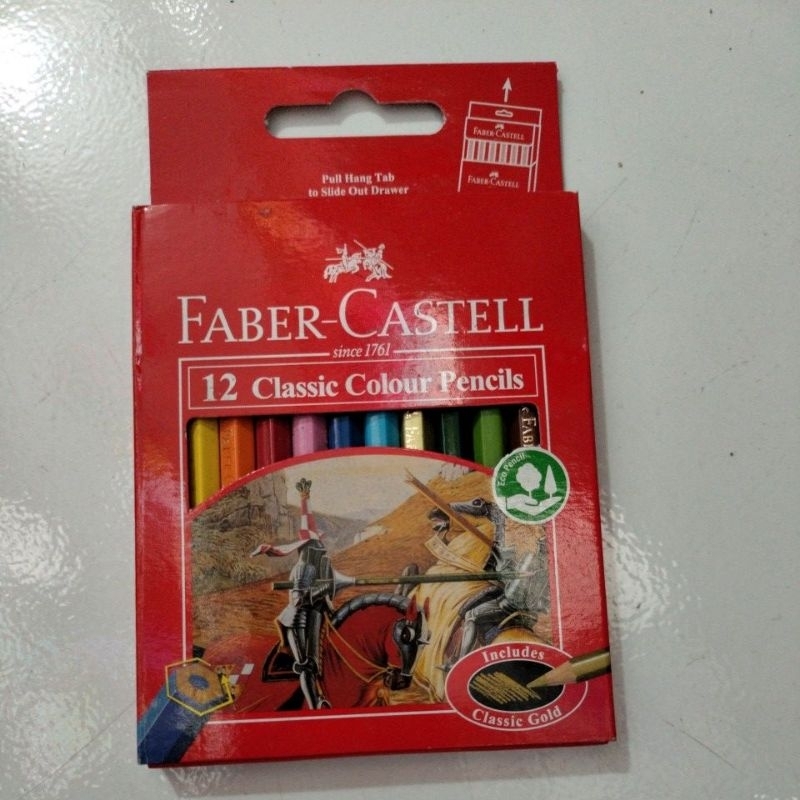 FABER-CASTELL
FABER-CASTELL
Pull Hang Tab
to Slide Out Drawer
FABER-CASTELL
since 1761
12 Classic Colour Pencils
Eco Pencil
Includes
Classic Gold